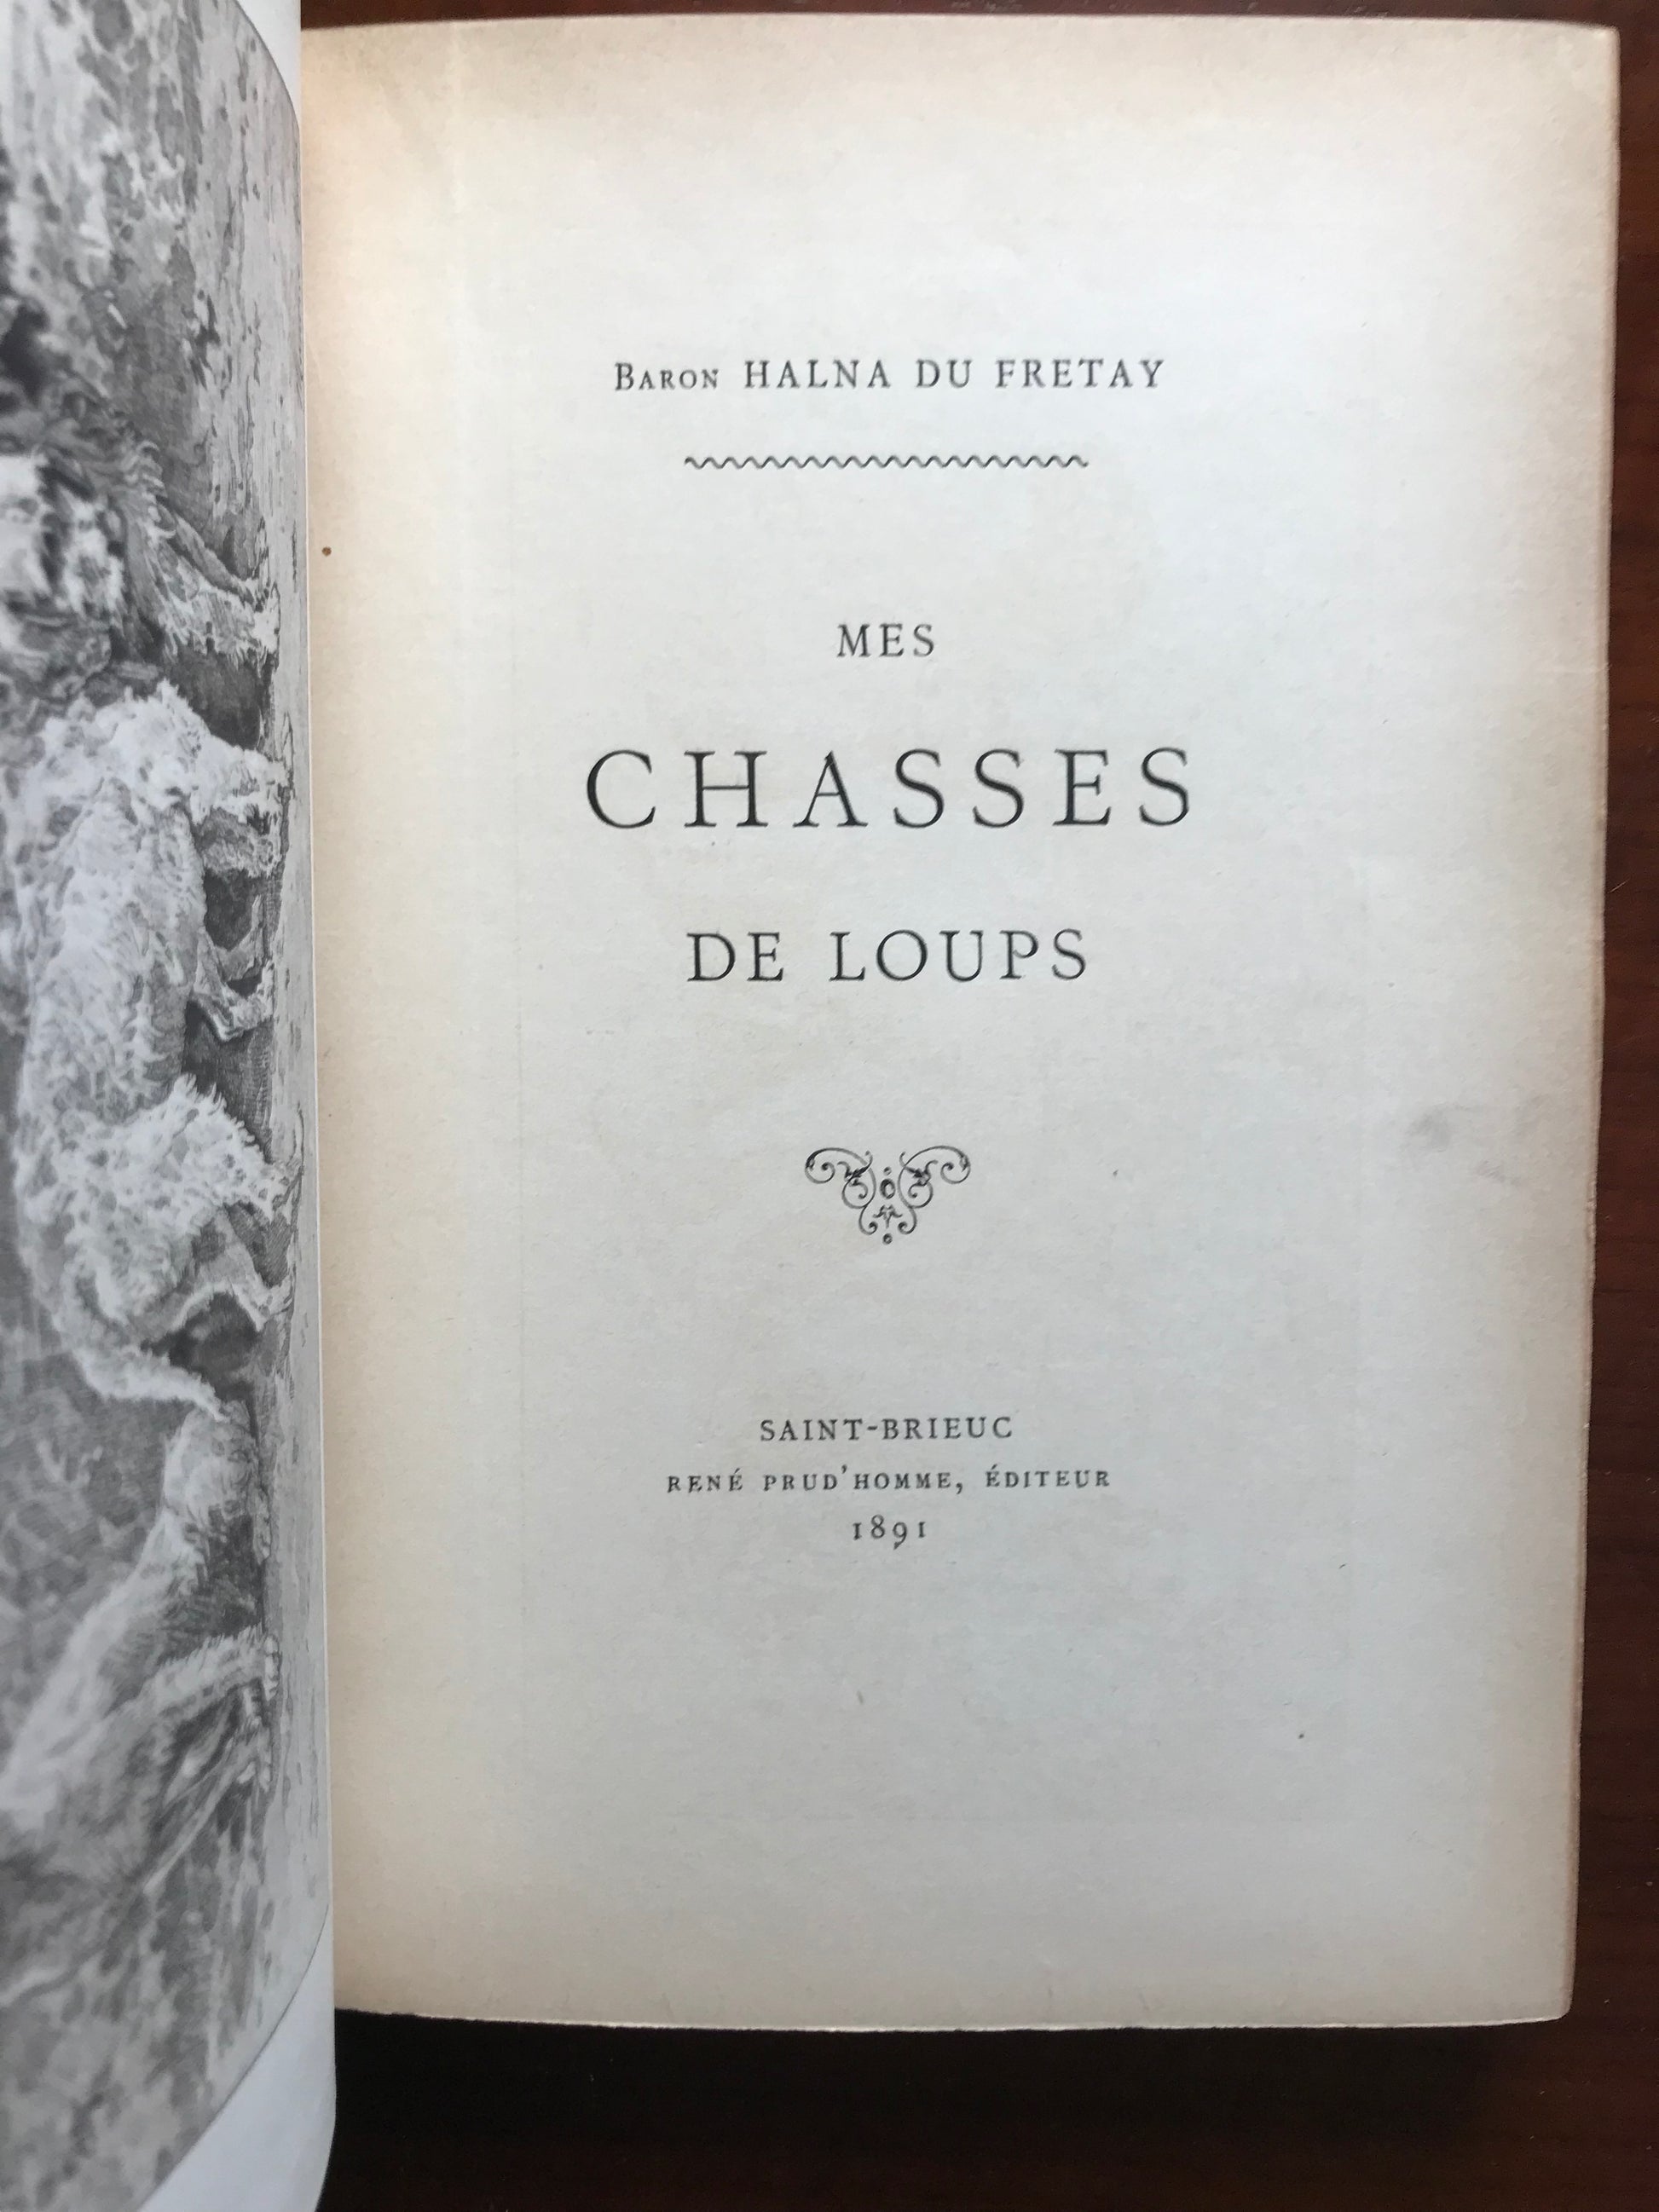 Baron HALNA DU FRETAY
MES
CHASSES
DE LOUPS
SAINT-BRIEUC
RENÉ PRUD'HOMME, ÉDITEUR
1891